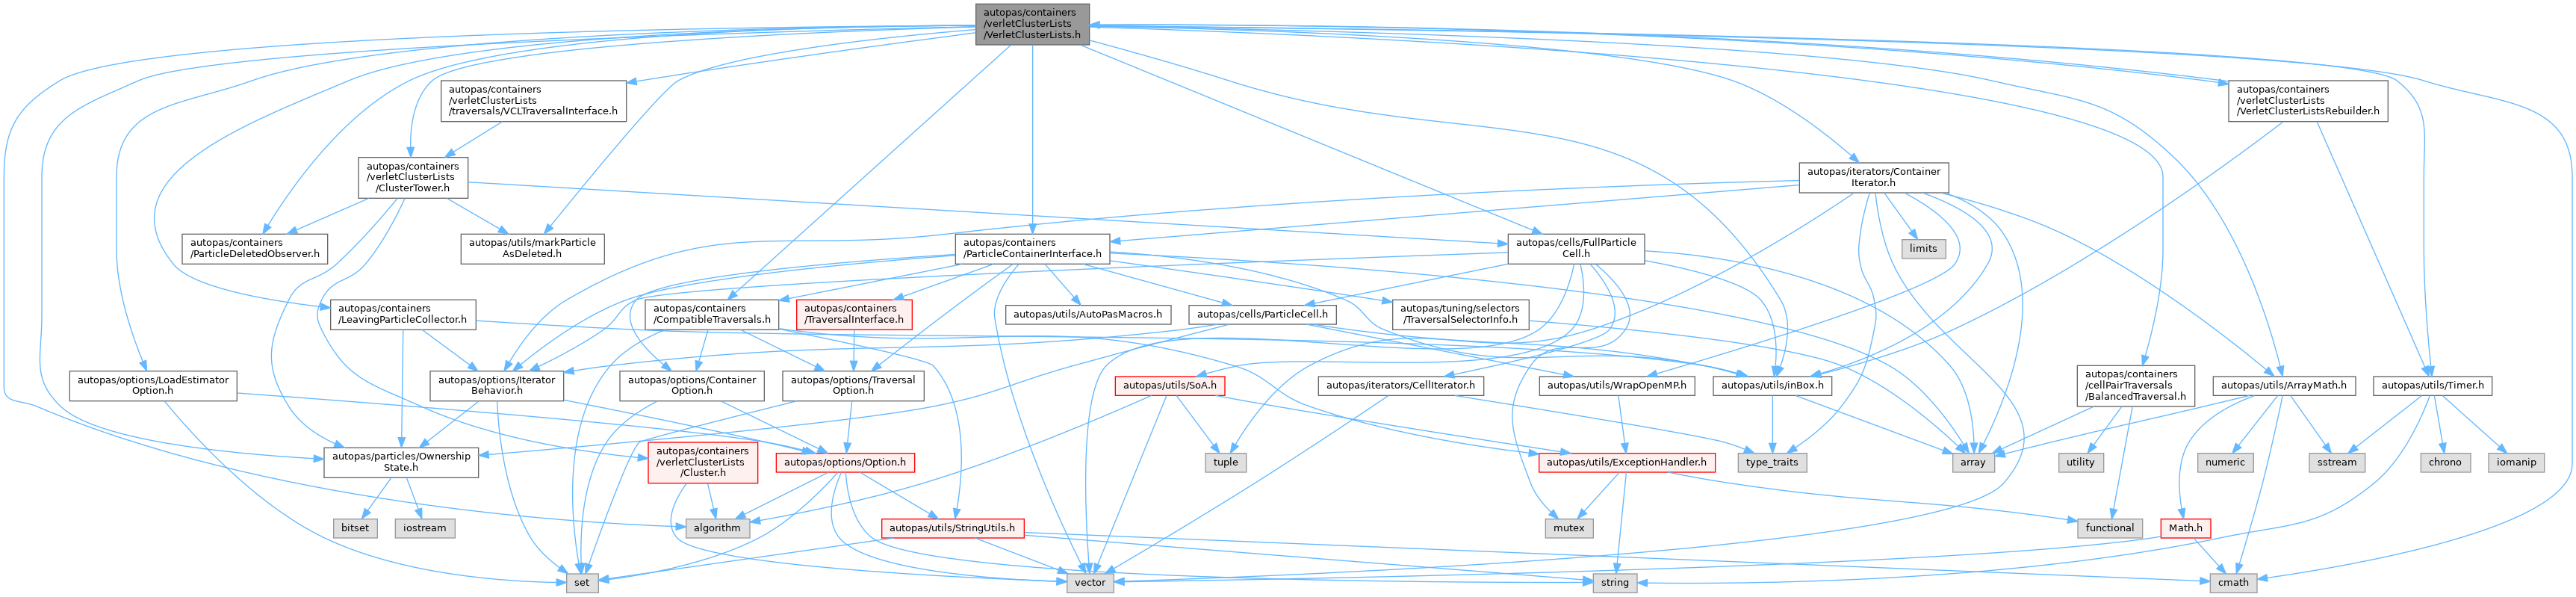 autopas/containers
/verletClusterLists
/VerletClusterLists.h
autopas/containers
/verletClusterLists
/traversals/VCLTraversalInterface.h
autopas/containers
/verletClusterLists
/VerletClusterListsRebuilder.h
autopas/containers
/verletClusterLists
/ClusterTower.h
autopas/iterators/Container
Iterator.h
autopas/containers
/ParticleDeletedObserver.h
autopas/utils/markParticle
AsDeleted.h
autopas/containers
/ParticleContainerInterface.h
autopas/cells/FullParticle
Cell.h
limits
autopas/containers
/LeavingParticleCollector.h
autopas/containers
/CompatibleTraversals.h
autopas/containers
/TraversalInterface.h
autopas/utils/AutoPasMacros.h
autopas/cells/ParticleCell.h
autopas/tuning/selectors
/TraversalSelectorInfo.h
autopas/options/LoadEstimator
Option.h
autopas/options/Iterator
Behavior.h
autopas/options/Container
Option.h
autopas/options/Traversal
Option.h
autopas/utils/SoA.h
autopas/iterators/CellIterator.h
autopas/utils/WrapOpenMP.h
autopas/utils/inBox.h
autopas/containers
/cellPairTraversals
/BalancedTraversal.h
autopas/utils/ArrayMath.h
autopas/utils/Timer.h
autopas/particles/Ownership
State.h
autopas/containers
/verletClusterLists
/Cluster.h
autopas/options/Option.h
tuple
autopas/utils/ExceptionHandler.h
type_traits
array
utility
numeric
sstream
chrono
iomanip
bitset
iostream
algorithm
autopas/utils/StringUtils.h
mutex
functional
Math.h
set
vector
string
cmath